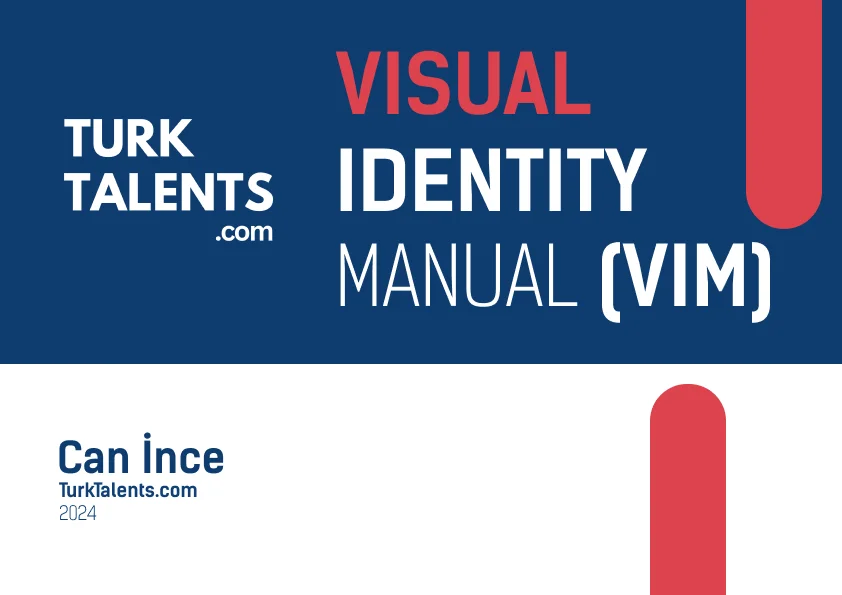 TURK
TALENTS
.com
VISUAL
IDENTITY
MANUAL (VIM)
Can İnce
TurkTalents.com
2024